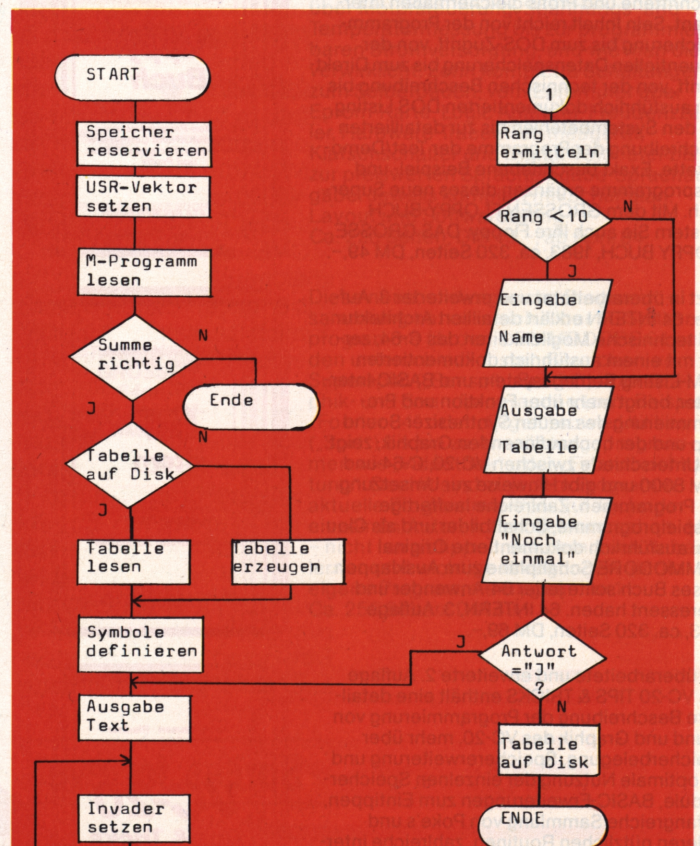 START
Speicher
reservieren
USR-Vektor
setzen
M-Programm
lesen
Summe
richtig
N
J
Ende
Tabelle
auf Disk
N
J
Tabelle
lesen
Tabelle
erzeugen
Symbole
definieren
Ausgabe
Text
Invader
setzen
1
Rang
ermitteln
Rang <10
N
J
Eingabe
Name
Ausgabe
Tabelle
Eingabe
"Noch
einmal"
J
Antwort
="J"
?
N
Tabelle
auf Disk
ENDE